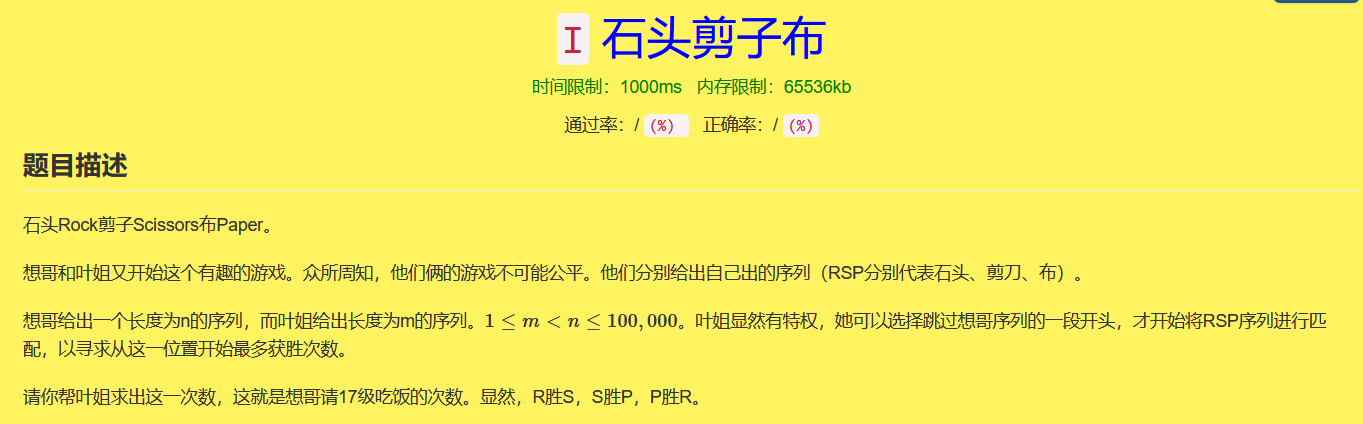 I 石头剪子布
时间限制：1000ms 内存限制：65536kb
通过率：/ (%) 正确率：/ (%)
题目描述
石头Rock剪子Scissors布Paper。
想哥和叶姐又开始这个有趣的游戏。众所周知，他们俩的游戏不可能公平。他们分别给出自己出的序列（RSP分别代表石头、剪刀、布）。
想哥给出一个长度为n的序列，而叶姐给出长度为m的序列。1 ≤ m < n ≤ 100,000。叶姐显然有特权，她可以选择跳过想哥序列的一段开头，才开始将RSP序列进行匹
配，以寻求从这一位置开始最多获胜次数。
请你帮叶姐求出这一次数，这就是想哥请17级吃饭的次数。显然，R胜S，S胜P，P胜R。